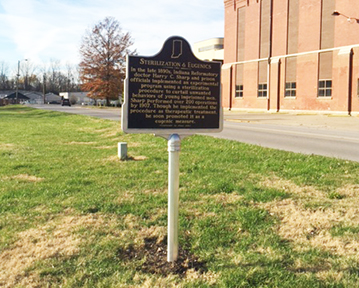 STERILIZATION & EUGENICS
In the late 1890s, Indiana Reformatory
doctor Harry C. Sharp and prison
officials implemented an experimental
program using a sterilization
procedure to curtail unwanted
behaviors of young imprisoned men.
Sharp performed over 200 operations
by 1907. Though he implemented the
procedure as therapeutic treatment,
he soon promoted it as a
eugenic measure.